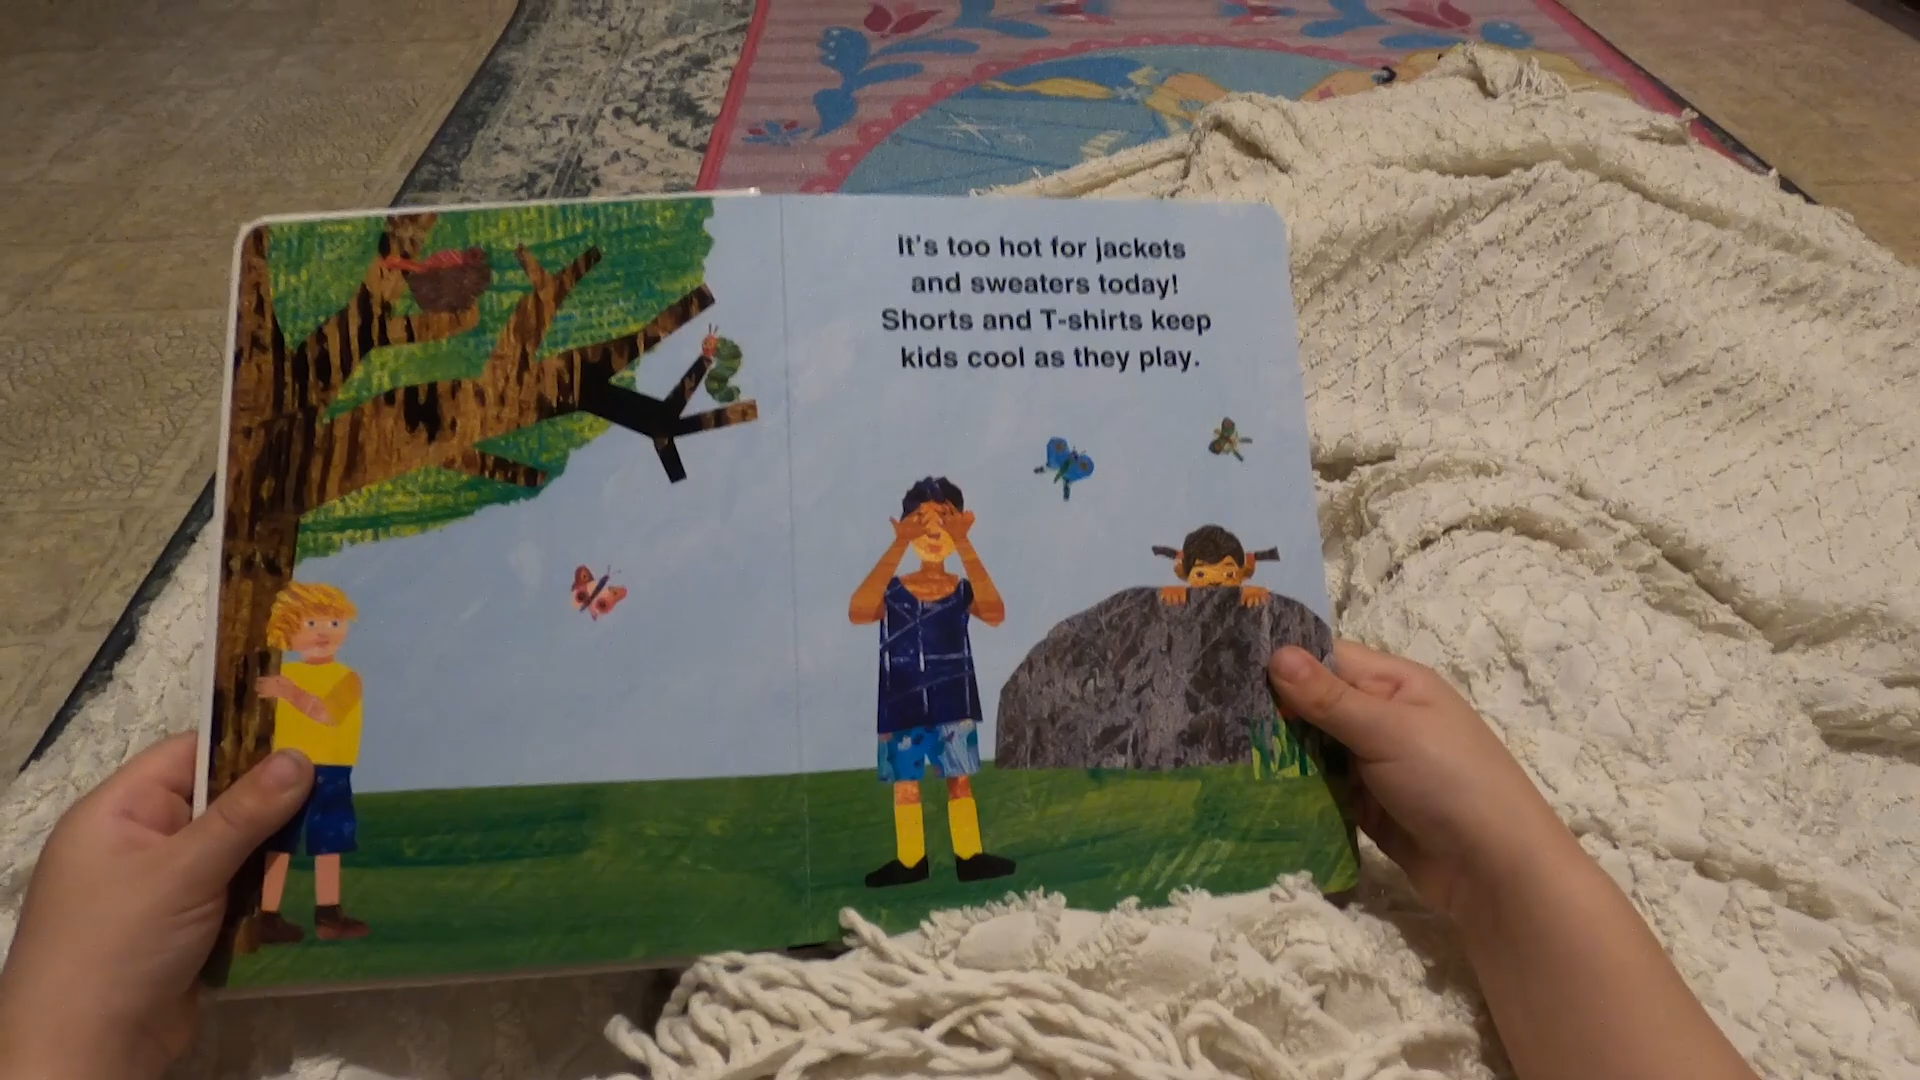 It's too hot for jackets
and sweaters today!
Shorts and T-shirts keep
kids cool as they play.